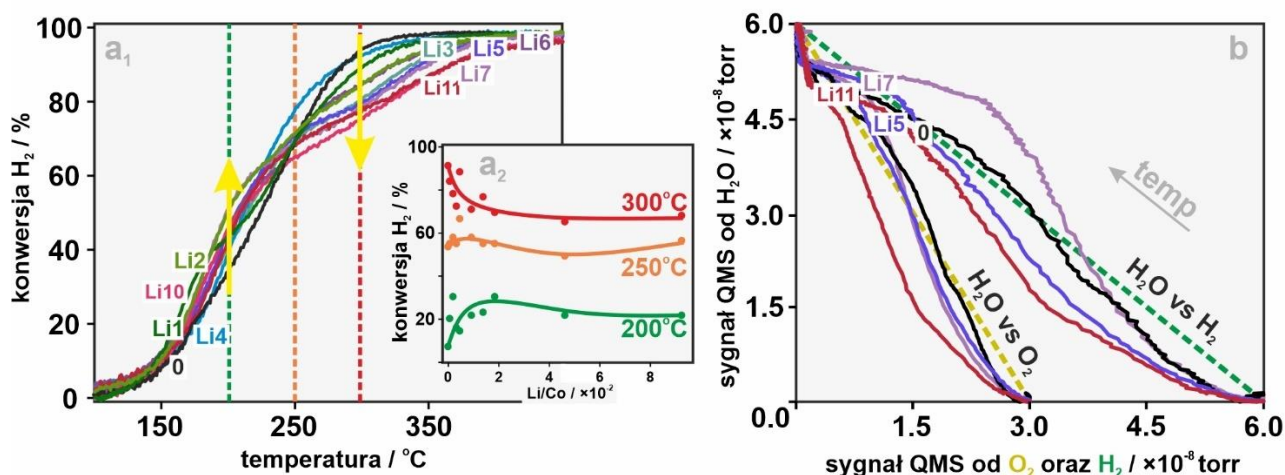 a₁
konwersja H₂ / %
100
80
60
40
20
0
150
250
350
temperatura / °C
Li3
Li5
Li6
Li7
Li11
Li2
Li10
Li1
Li4
0
a₂
konwersja H₂ / %
100
60
20
300°C
250°C
200°C
0
2
4
6
8
Li/Co / ×10⁻²
b
sygnał QMS od H₂O / ×10⁻⁸ torr
6.0
4.5
3.0
1.5
0.0
1.5
3.0
4.5
6.0
Li7
Li11
Li5
0
temp
H₂O vs H₂
H₂O vs O₂
sygnał QMS od O₂ oraz H₂ / ×10⁻⁸ torr